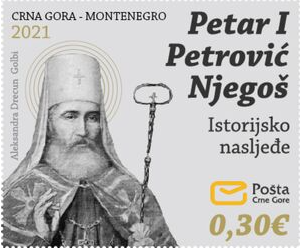 CRNA GORA - MONTENEGRO
2021
Petar I
Petrović
Njegoš
Istorijsko
nasljeđe
Aleksandra Drecun Golbi
Pošta
Crne Gore
0,30€